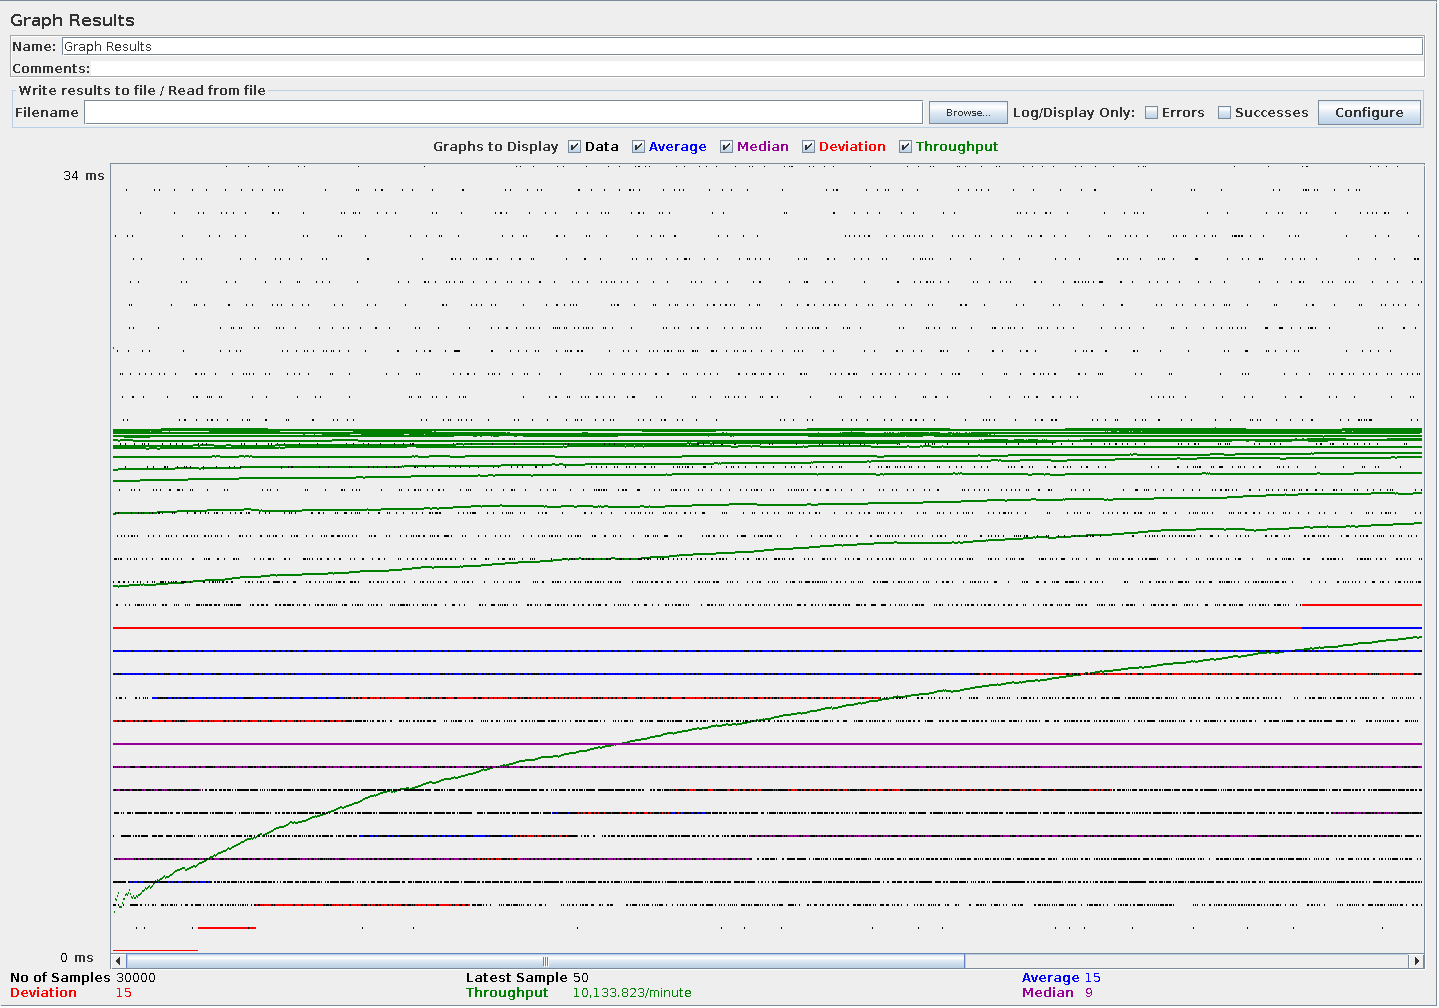 Graph Results
Name: Graph Results
Comments:
Write results to file / Read from file
Filename Browse... Log/Display Only: Errors Successes Configure
Graphs to Display Data Average Median Deviation Throughput
34 ms
0 ms
No of Samples 30000 Latest Sample 50 Average 15
Deviation 15 Throughput 10,133.823/minute Median 9